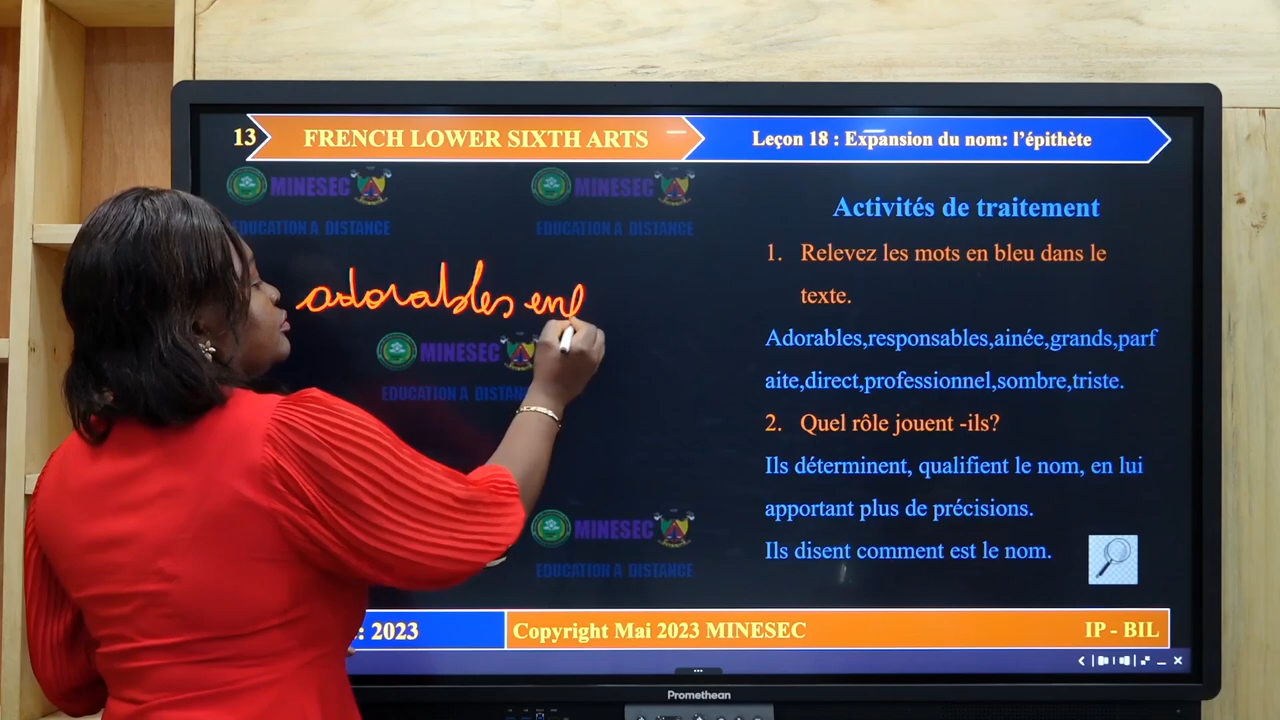 13 FRENCH LOWER SIXTH ARTS Leçon 18 : Expansion du nom: l’épithète
MINESEC
EDUCATION A DISTANCE
MINESEC
EDUCATION A DISTANCE
adorables
MINESEC
EDUCATION A
MINESEC
EDUCATION A DISTANCE
Activités de traitement
1. Relevez les mots en bleu dans le
texte.
Adorables,responsables,ainée,grands,parf
aite,direct,professionnel,sombre,triste.
2. Quel rôle jouent -ils?
Ils déterminent, qualifient le nom, en lui
apportant plus de précisions.
Ils disent comment est le nom.
: 2023 Copyright Mai 2023 MINESEC IP - BIL
Promethean